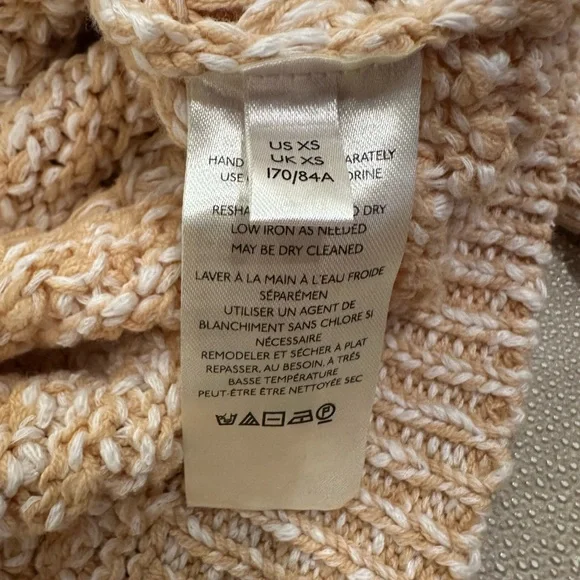 US XS
UK XS
170/84A
HAND ARATELY
USE ORINE
RESHA O DRY
LOW IRON AS NEEDED
MAY BE DRY CLEANED
LAVER À LA MAIN À L'EAU FROIDE
SÉPARÉMEN
UTILISER UN AGENT DE
BLANCHIMENT SANS CHLORE SI
NÉCESSAIRE
REMODELER ET SÉCHER À PLAT
REPASSER, AU BESOIN, À TRÉS
BASSE TEMPÉRATURE
PEUT-ÊTRE ÊTRE NETTOYÉE SEC